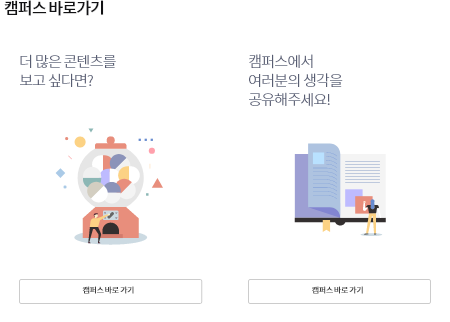 캠퍼스 바로가기
더 많은 콘텐츠를
보고 싶다면?
캠퍼스에서
여러분의 생각을
공유해주세요!
캠퍼스 바로 가기
캠퍼스 바로 가기